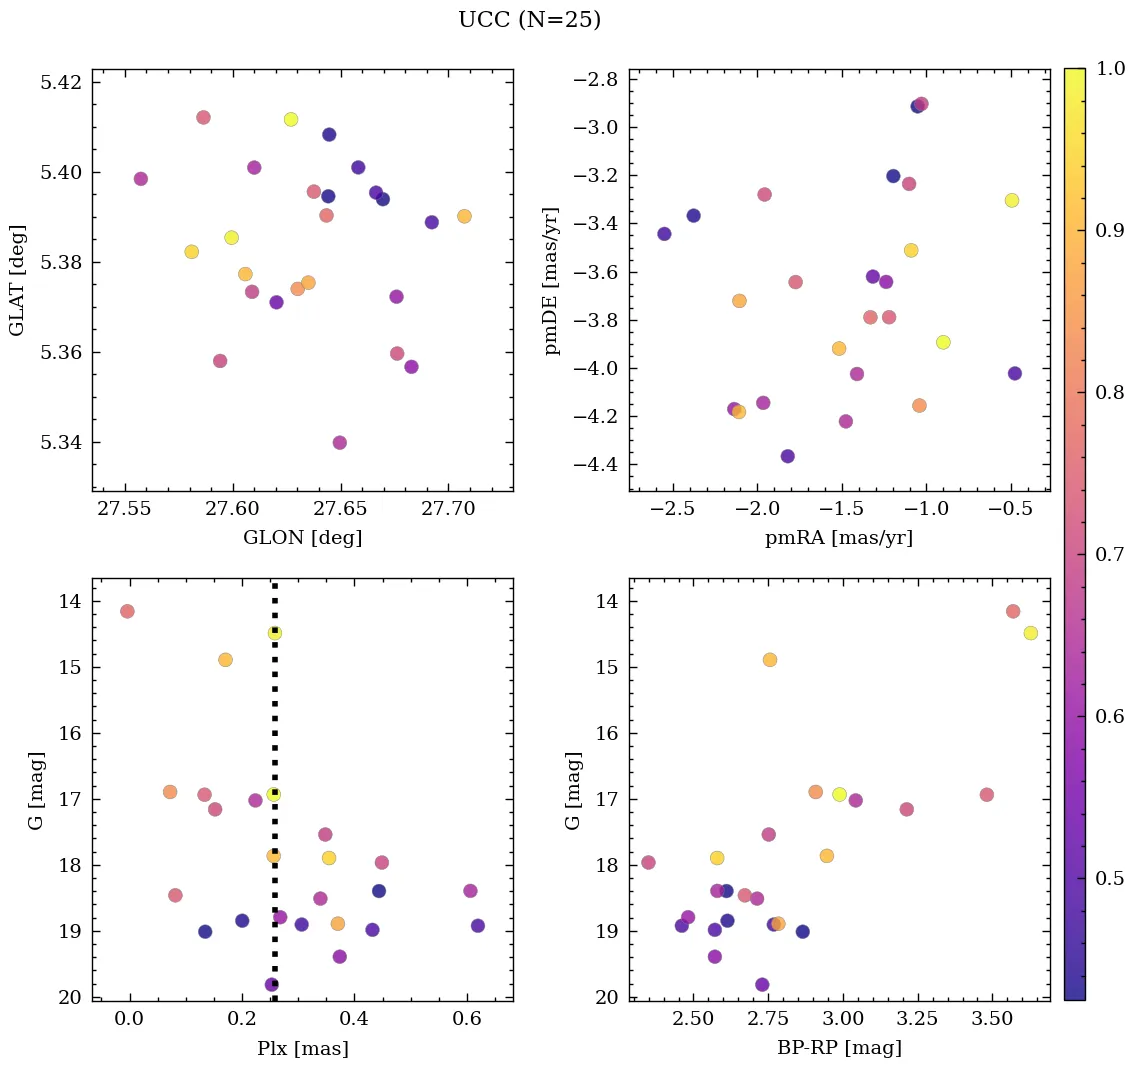 UCC (N=25)
5.42
5.40
5.38
5.36
5.34
GLAT [deg]
27.55 27.60 27.65 27.70
GLON [deg]
−2.8
−3.0
−3.2
−3.4
−3.6
−3.8
−4.0
−4.2
−4.4
pmDE [mas/yr]
−2.5 −2.0 −1.5 −1.0 −0.5
pmRA [mas/yr]
1.0
0.9
0.8
0.7
0.6
0.5
14
15
16
17
18
19
20
G [mag]
0.0 0.2 0.4 0.6
Plx [mas]
14
15
16
17
18
19
20
G [mag]
2.50 2.75 3.00 3.25 3.50
BP-RP [mag]